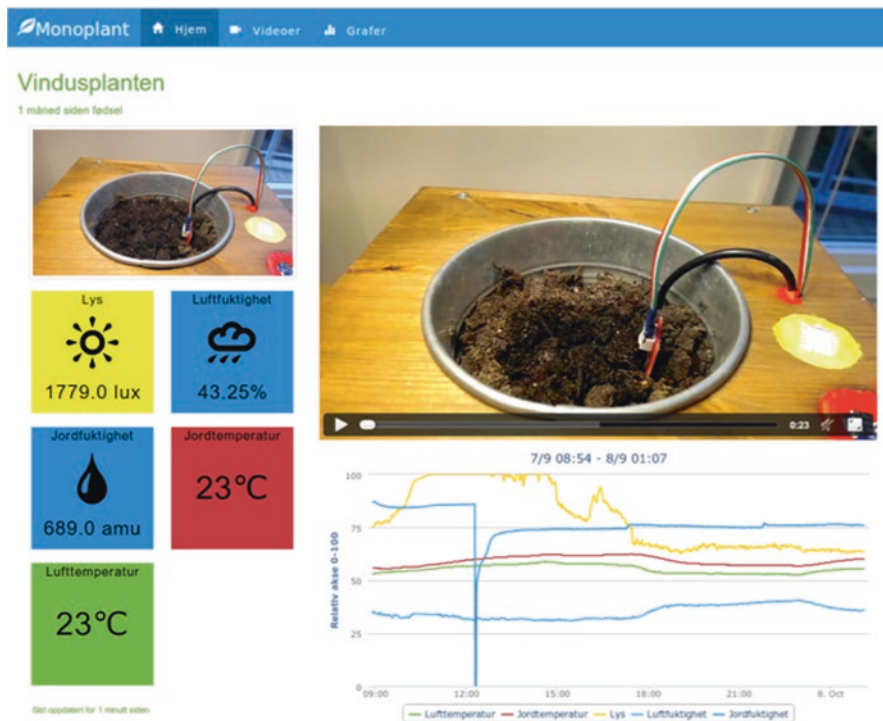 Monoplant Hjem Videoer Grafer
Vindusplanten
1 måned siden fødsel
Lys
1779.0 lux
Luftfuktighet
43.25%
Jordfuktighet
689.0 amu
Jordtemperatur
23°C
Lufttemperatur
23°C
Sist oppdatert for 1 minutt siden
0:23
7/9 08:54 - 8/9 01:07
Relativ akse 0-100
100
75
50
25
0
09:00 12:00 15:00 18:00 21:00 8. Oct
Lufttemperatur Jordtemperatur Lys Luftfuktighet Jordfuktighet